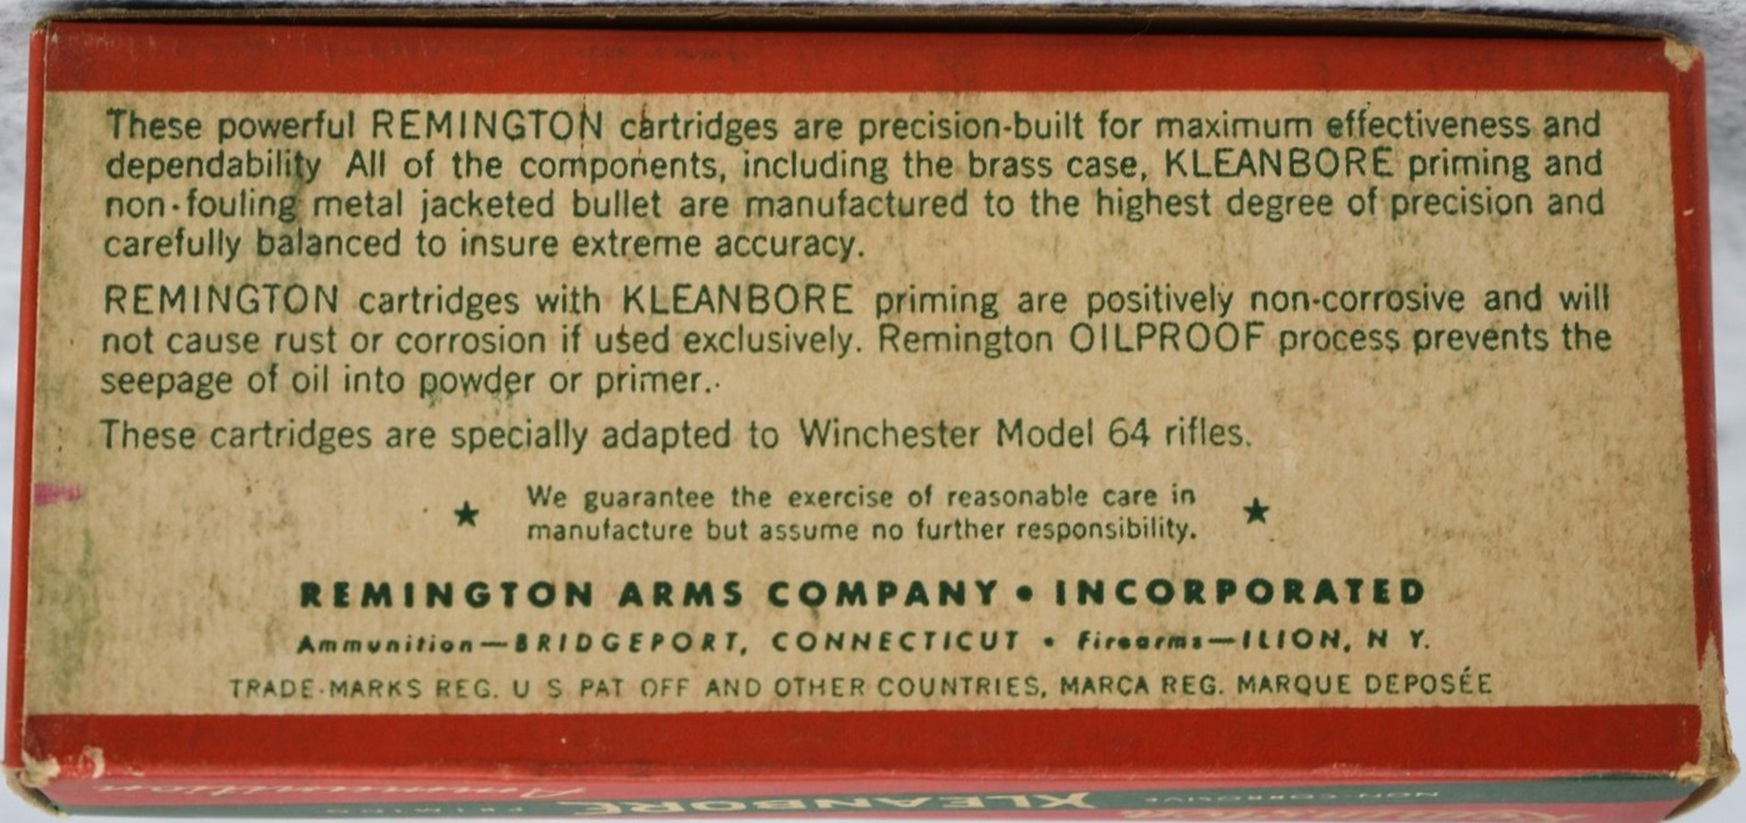 These powerful REMINGTON cartridges are precision-built for maximum effectiveness and
dependability All of the components, including the brass case, KLEANBORE priming and
non-fouling metal jacketed bullet are manufactured to the highest degree of precision and
carefully balanced to insure extreme accuracy.
REMINGTON cartridges with KLEANBORE priming are positively non-corrosive and will
not cause rust or corrosion if used exclusively. Remington OILPROOF process prevents the
seepage of oil into powder or primer.
These cartridges are specially adapted to Winchester Model 64 rifles.
★ We guarantee the exercise of reasonable care in ★
manufacture but assume no further responsibility.
REMINGTON ARMS COMPANY • INCORPORATED
Ammunition—BRIDGEPORT, CONNECTICUT • Firearms—ILION, N Y.
TRADE-MARKS REG. U S PAT OFF AND OTHER COUNTRIES, MARCA REG. MARQUE DEPOSÉE
Remington NON CORROSIVE KLEANBORE PRIMING Ammunition